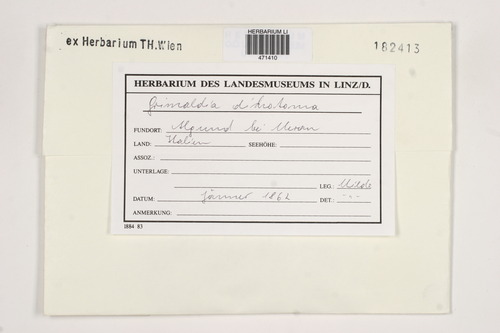 ex Herbarium TH.Wien
HERBARIUM LI
471410
182413
HERBARIUM DES LANDESMUSEUMS IN LINZ/D.
Grimaldia dichotoma
FUNDORT: Algund bei Meran
LAND: Italien SEEHÖHE:
ASSOZ.:
UNTERLAGE:
LEG.: Milde
DATUM: Jänner 1862 DET.: -"-
ANMERKUNG:
1884 83